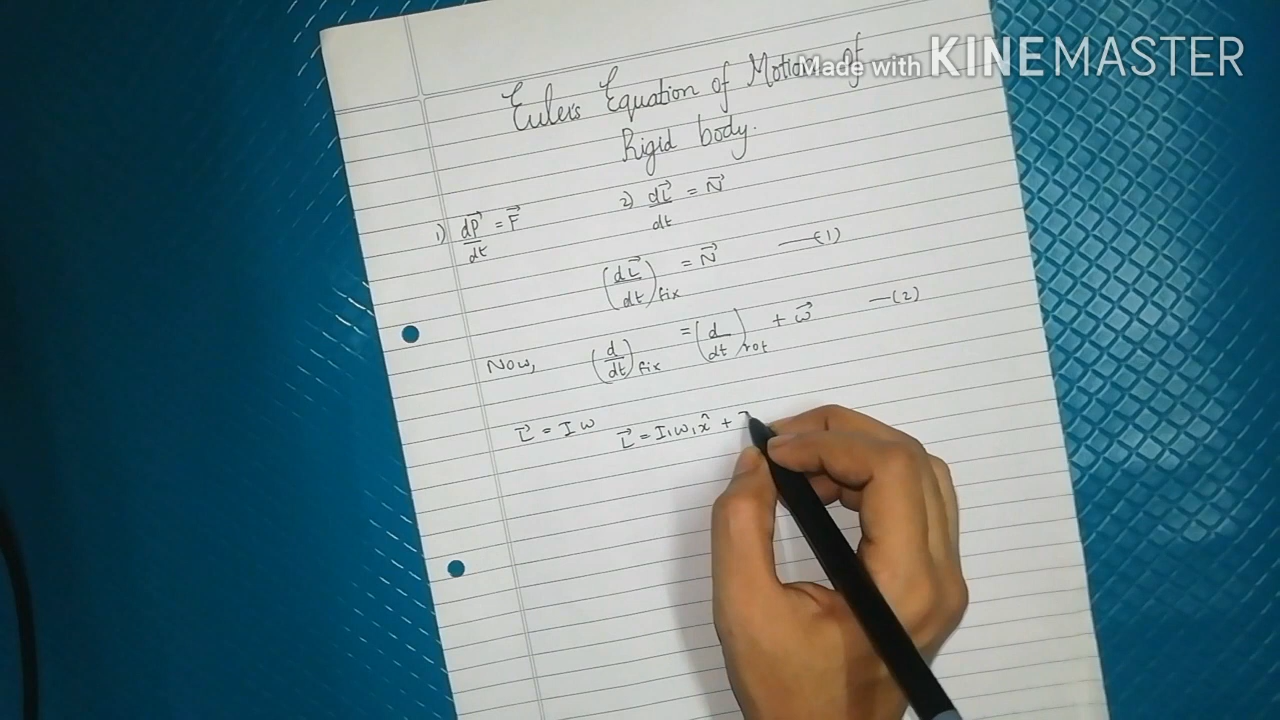 Made with KINEMASTER
Eulers Equation of Motion of
Rigid body.
1) dP⃗/dt = F⃗ 2) dL⃗/dt = N⃗
(dL⃗/dt)fix = N⃗ —(1)
Now, (d/dt)fix = (d/dt)rot + ω⃗ —(2)
L⃗ = Iω L⃗ = I₁ω₁x̂ +